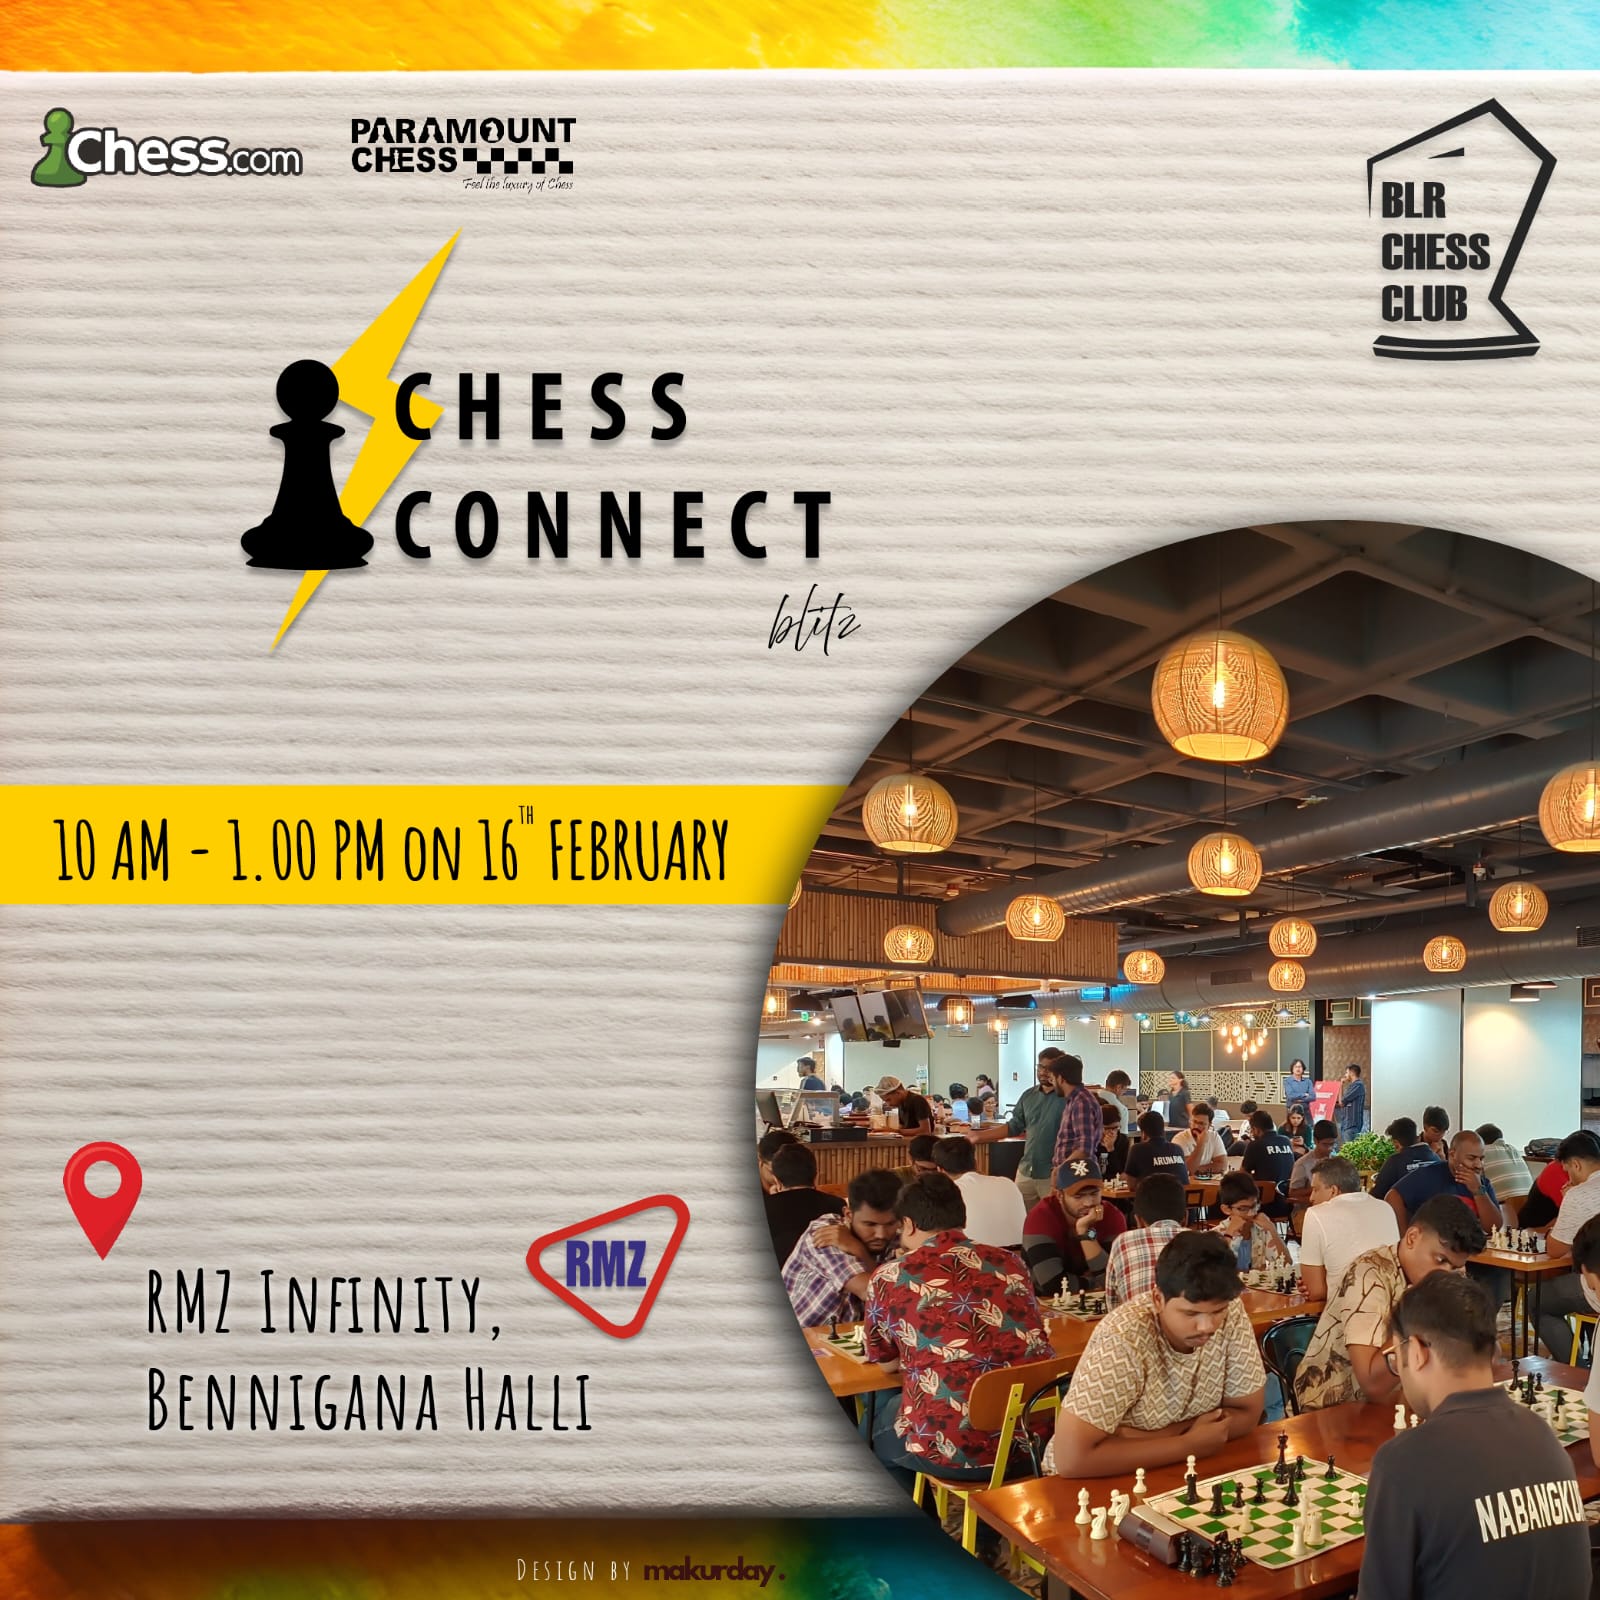 Chess.com
PARAMOUNT
CHESS
Feel the luxury of Chess
BLR
CHESS
CLUB
CHESS
CONNECT
blitz
10 AM - 1.00 PM on 16TH FEBRUARY
RMZ
RMZ Infinity,
Bennigana Halli
ARUNAVA
RAJA
NABANGKU
Design by makurday.